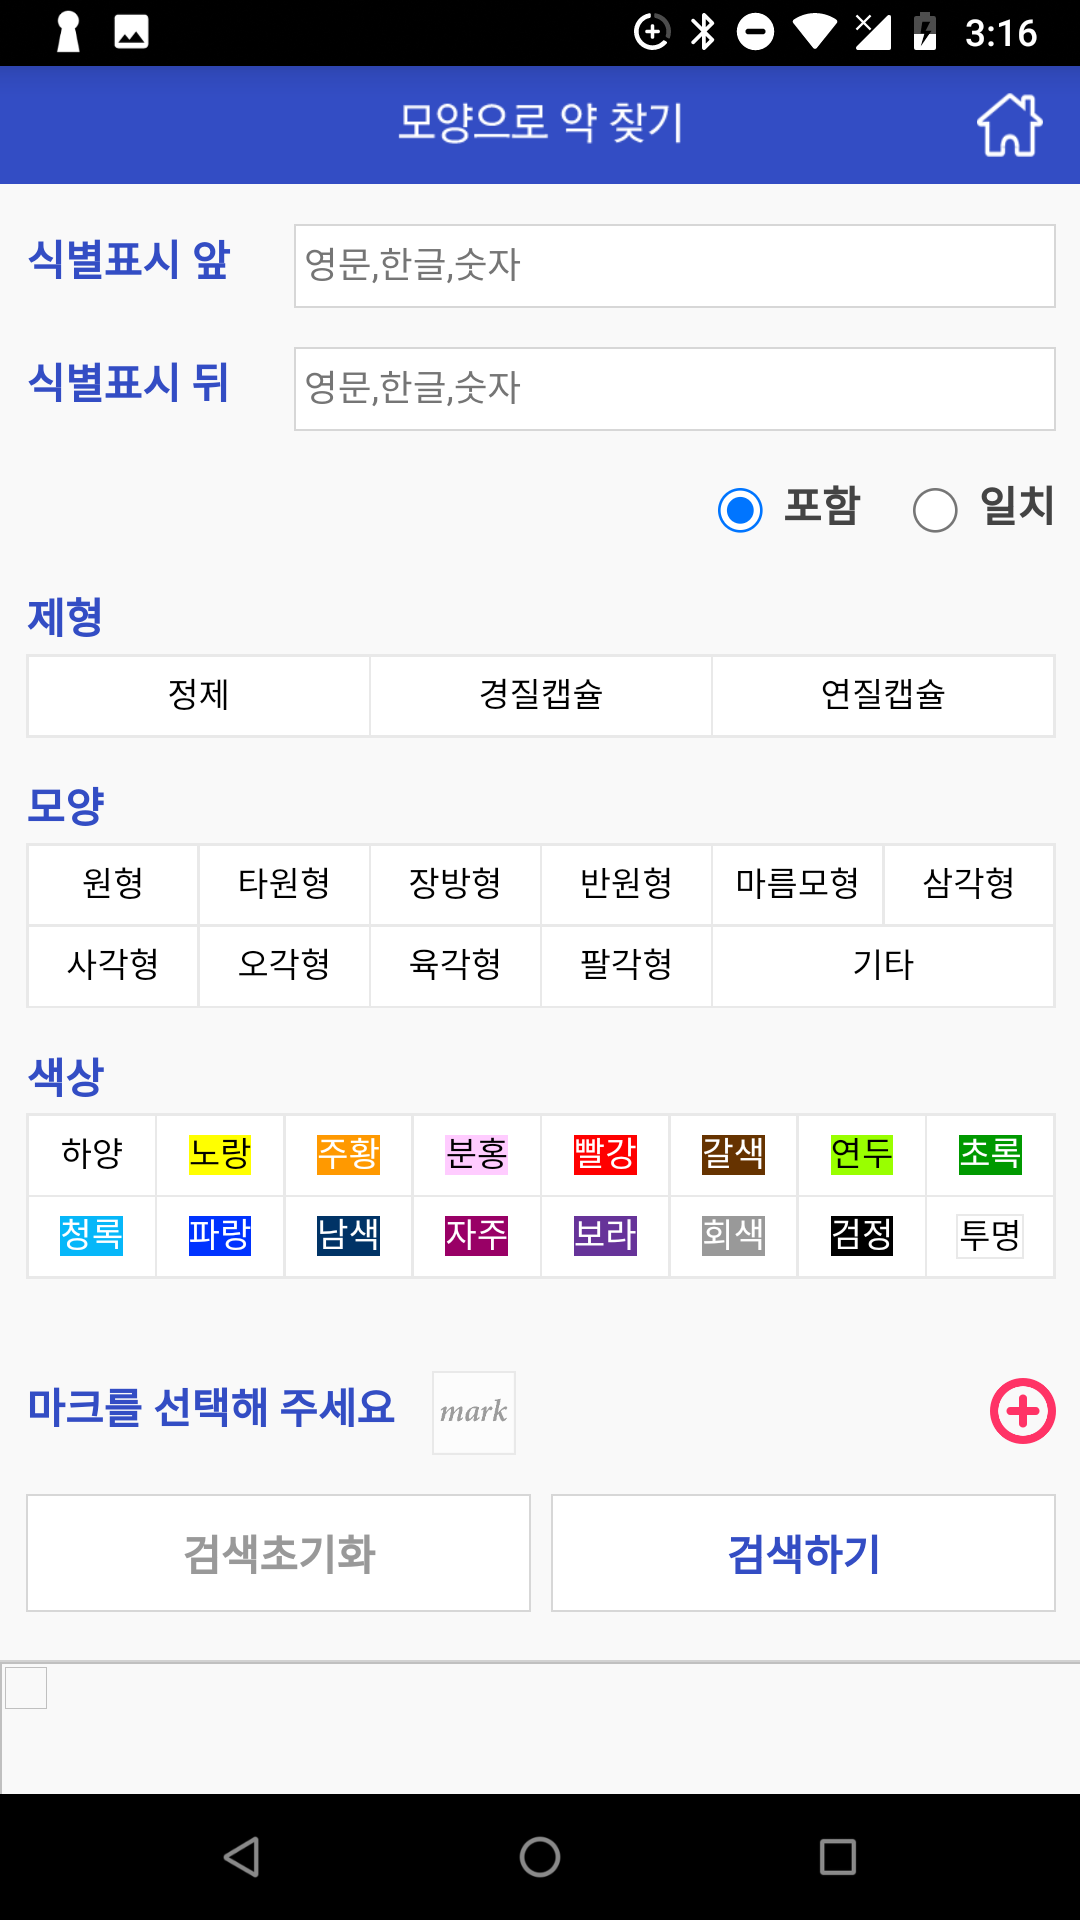 3:16
모양으로 약 찾기
식별표시 앞 영문,한글,숫자
식별표시 뒤 영문,한글,숫자
포함 일치
제형
정제 경질캡슐 연질캡슐
모양
원형 타원형 장방형 반원형 마름모형 삼각형
사각형 오각형 육각형 팔각형 기타
색상
하양 노랑 주황 분홍 빨강 갈색 연두 초록
청록 파랑 남색 자주 보라 회색 검정 투명
마크를 선택해 주세요 mark
검색초기화 검색하기